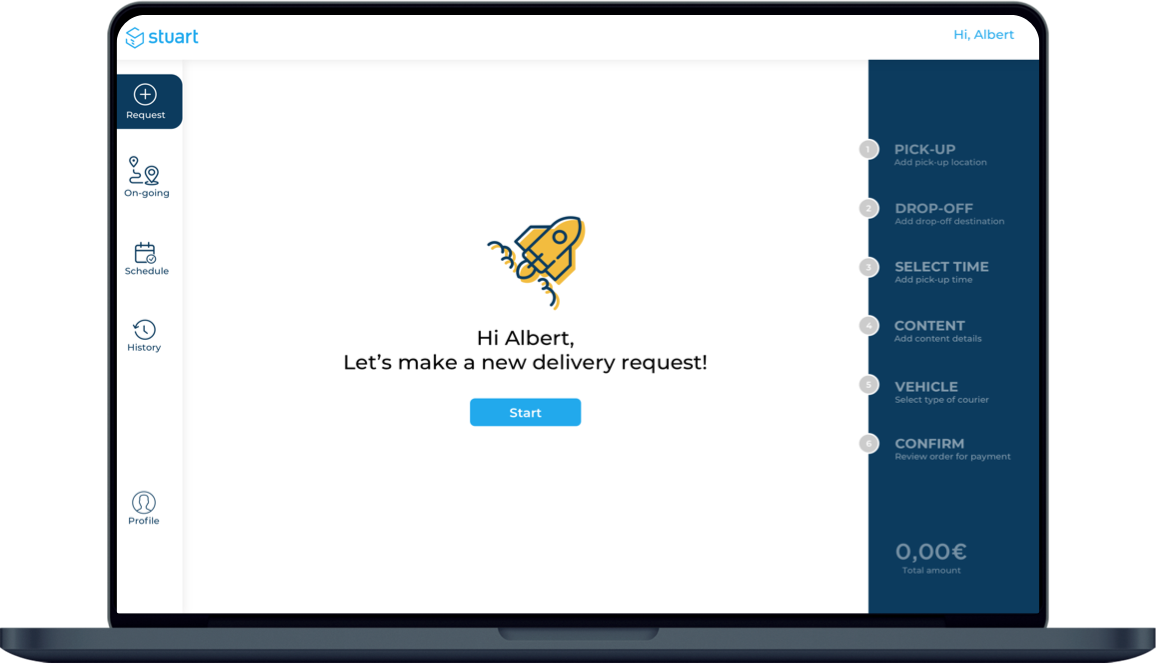 stuart
Hi, Albert
Request
On-going
Schedule
History
Profile
Hi Albert,
Let’s make a new delivery request!
Start
1
PICK-UP
Add pick-up location
2
DROP-OFF
Add drop-off destination
3
SELECT TIME
Add pick-up time
4
CONTENT
Add content details
5
VEHICLE
Select type of courier
6
CONFIRM
Review order for payment
0,00€
Total amount